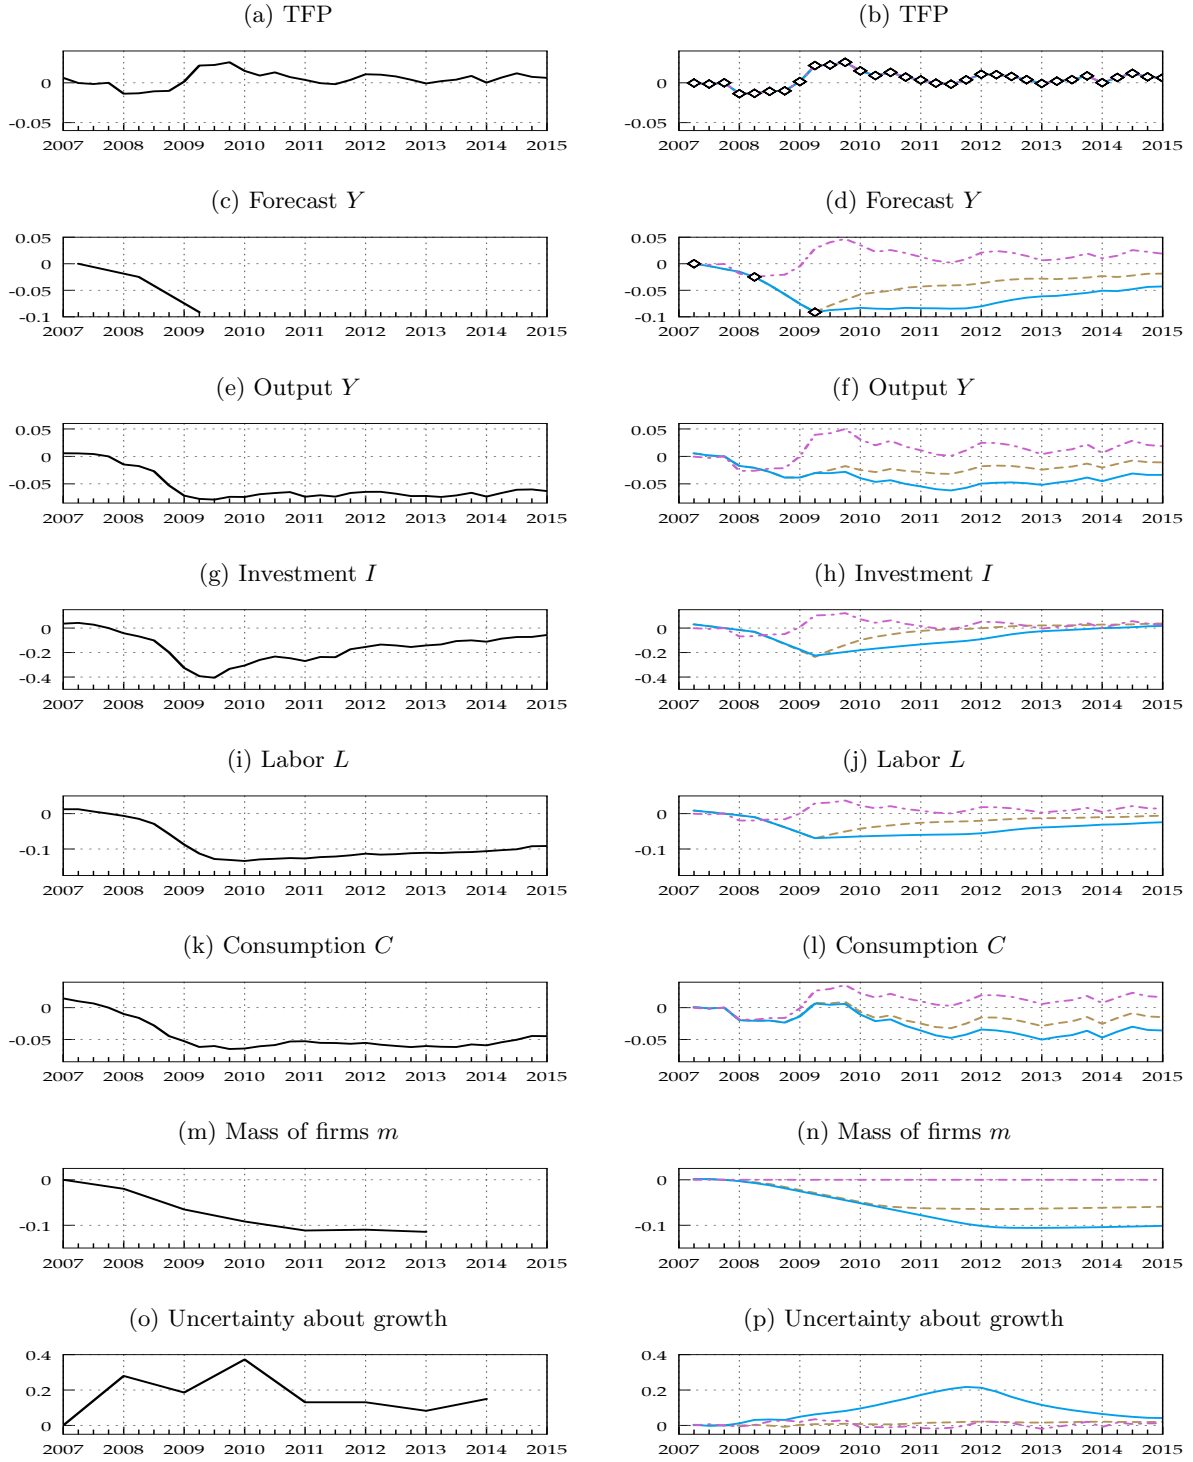 (a) TFP
(b) TFP
0
-0.05
2007 2008 2009 2010 2011 2012 2013 2014 2015
0
-0.05
2007 2008 2009 2010 2011 2012 2013 2014 2015
(c) Forecast Y
(d) Forecast Y
0.05
0
-0.05
-0.1
2007 2008 2009 2010 2011 2012 2013 2014 2015
0.05
0
-0.05
-0.1
2007 2008 2009 2010 2011 2012 2013 2014 2015
(e) Output Y
(f) Output Y
0.05
0
-0.05
2007 2008 2009 2010 2011 2012 2013 2014 2015
0.05
0
-0.05
2007 2008 2009 2010 2011 2012 2013 2014 2015
(g) Investment I
(h) Investment I
0
-0.2
-0.4
2007 2008 2009 2010 2011 2012 2013 2014 2015
0
-0.2
-0.4
2007 2008 2009 2010 2011 2012 2013 2014 2015
(i) Labor L
(j) Labor L
0
-0.1
2007 2008 2009 2010 2011 2012 2013 2014 2015
0
-0.1
2007 2008 2009 2010 2011 2012 2013 2014 2015
(k) Consumption C
(l) Consumption C
0
-0.05
2007 2008 2009 2010 2011 2012 2013 2014 2015
0
-0.05
2007 2008 2009 2010 2011 2012 2013 2014 2015
(m) Mass of firms m
(n) Mass of firms m
0
-0.1
2007 2008 2009 2010 2011 2012 2013 2014 2015
0
-0.1
2007 2008 2009 2010 2011 2012 2013 2014 2015
(o) Uncertainty about growth
(p) Uncertainty about growth
0.4
0.2
0
2007 2008 2009 2010 2011 2012 2013 2014 2015
0.4
0.2
0
2007 2008 2009 2010 2011 2012 2013 2014 2015